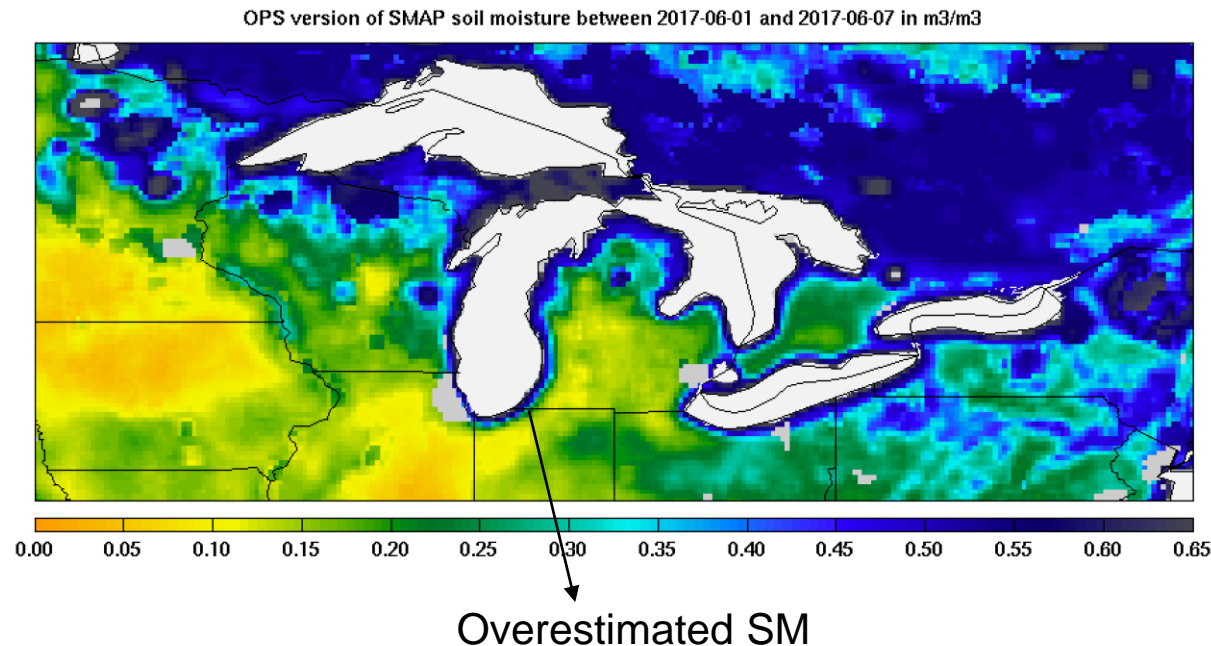 OPS version of SMAP soil moisture between 2017-06-01 and 2017-06-07 in m3/m3
0.00 0.05 0.10 0.15 0.20 0.25 0.30 0.35 0.40 0.45 0.50 0.55 0.60 0.65
Overestimated SM